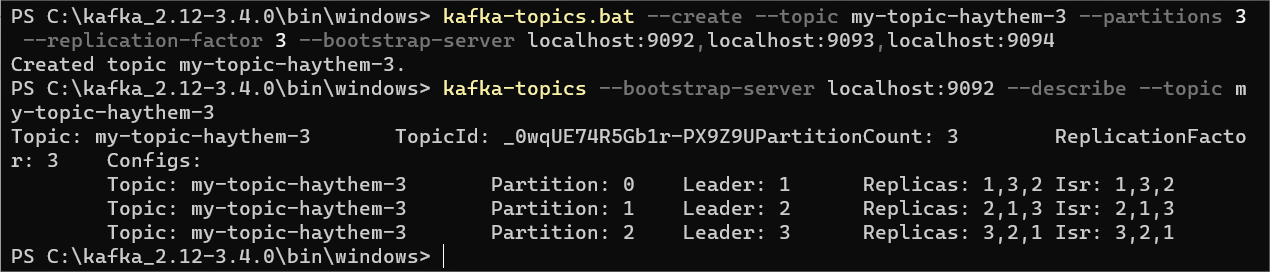 PS C:\kafka_2.12-3.4.0\bin\windows> kafka-topics.bat --create --topic my-topic-haythem-3 --partitions 3
--replication-factor 3 --bootstrap-server localhost:9092,localhost:9093,localhost:9094
Created topic my-topic-haythem-3.
PS C:\kafka_2.12-3.4.0\bin\windows> kafka-topics --bootstrap-server localhost:9092 --describe --topic m
y-topic-haythem-3
Topic: my-topic-haythem-3 TopicId: _0wqUE74R5Gb1r-PX9Z9UPartitionCount: 3 ReplicationFacto
r: 3 Configs:
Topic: my-topic-haythem-3 Partition: 0 Leader: 1 Replicas: 1,3,2 Isr: 1,3,2
Topic: my-topic-haythem-3 Partition: 1 Leader: 2 Replicas: 2,1,3 Isr: 2,1,3
Topic: my-topic-haythem-3 Partition: 2 Leader: 3 Replicas: 3,2,1 Isr: 3,2,1
PS C:\kafka_2.12-3.4.0\bin\windows>